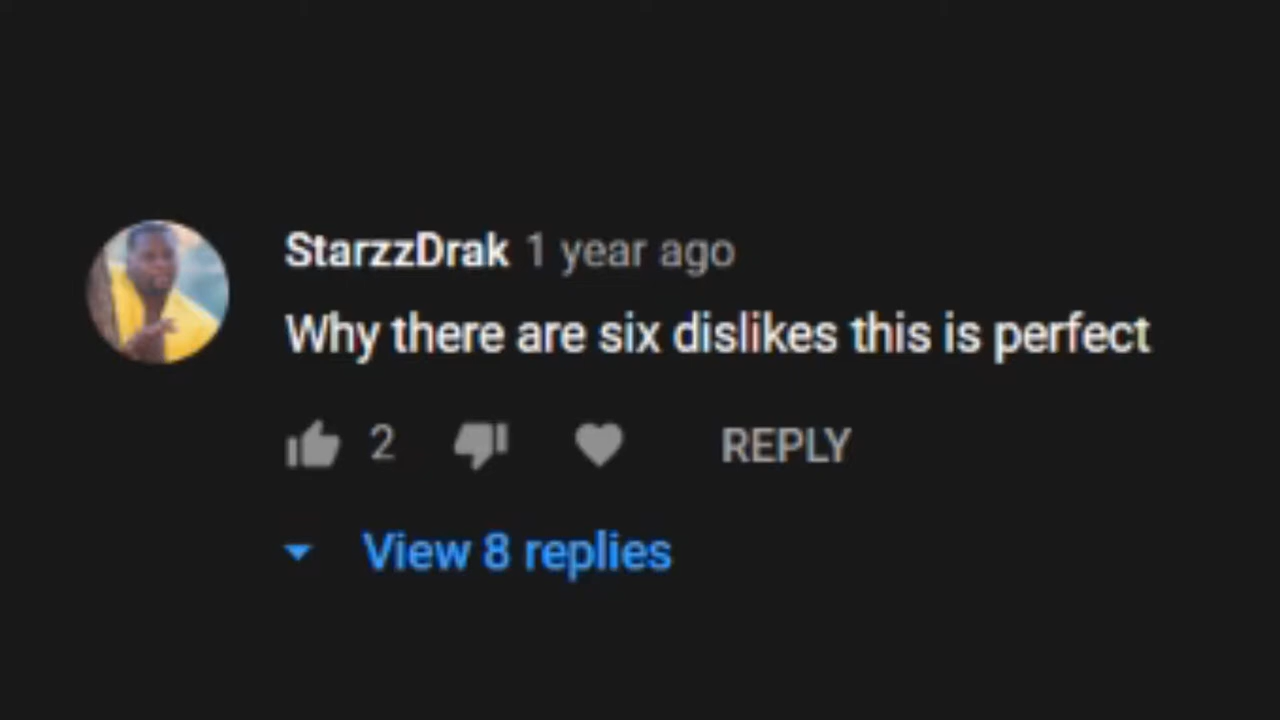 StarzzDrak 1 year ago
Why there are six dislikes this is perfect
2 REPLY
View 8 replies